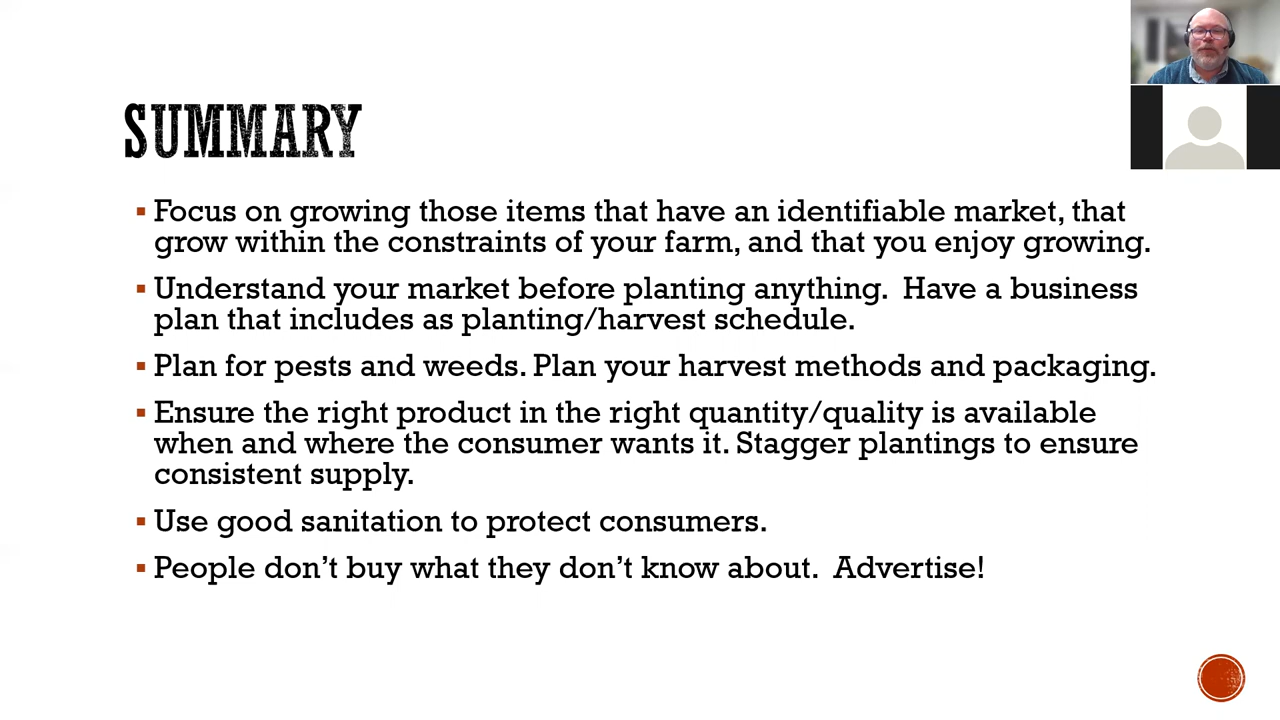 SUMMARY
Focus on growing those items that have an identifiable market, that
grow within the constraints of your farm, and that you enjoy growing.
Understand your market before planting anything.  Have a business
plan that includes as planting/harvest schedule.
Plan for pests and weeds. Plan your harvest methods and packaging.
Ensure the right product in the right quantity/quality is available
when and where the consumer wants it. Stagger plantings to ensure
consistent supply.
Use good sanitation to protect consumers.
People don’t buy what they don’t know about.  Advertise!